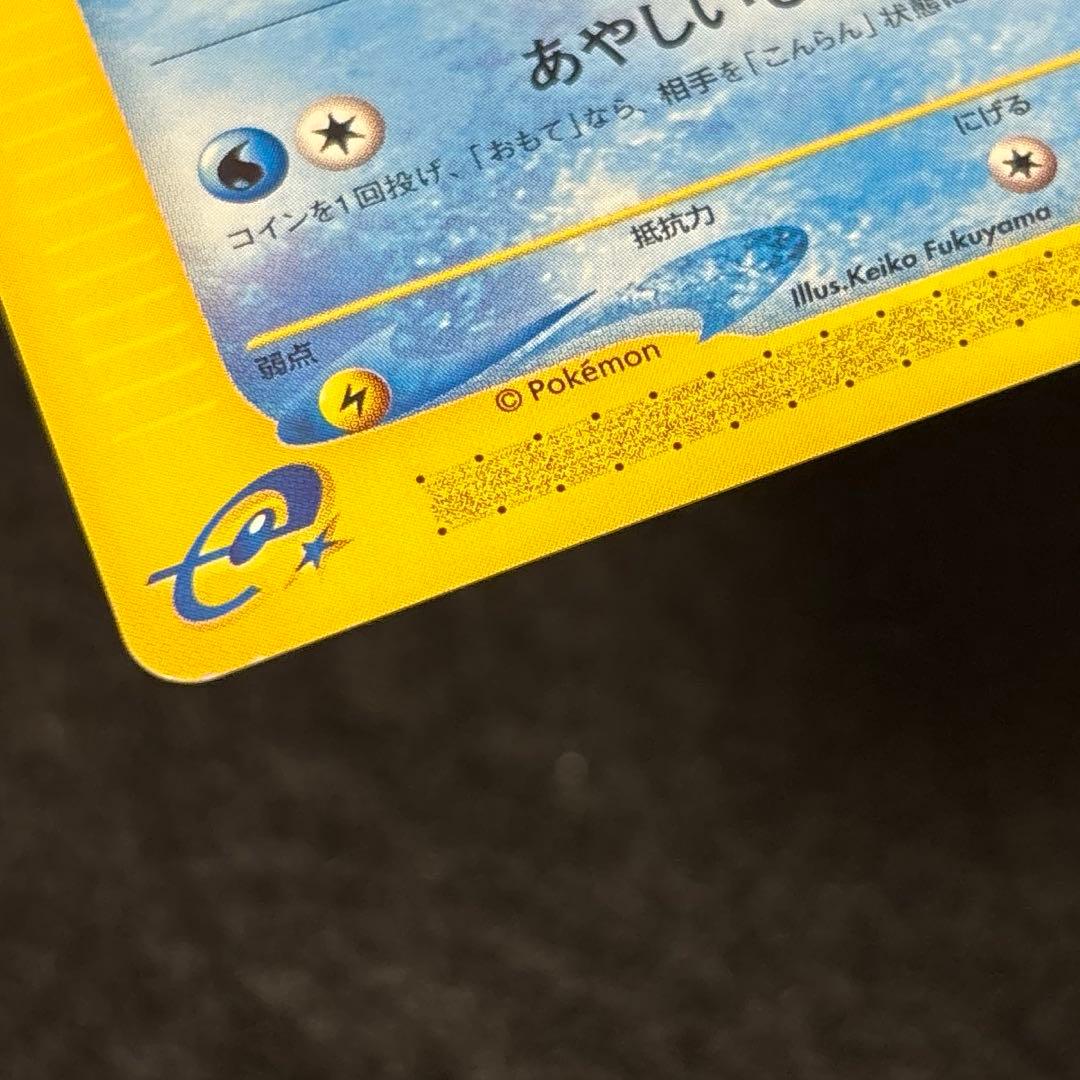 あやしい
コインを1回投げ、「おもて」なら、相手を「こんらん」状態に
にげる
抵抗力
弱点
Illus.Keiko Fukuyama
© Pokémon
e